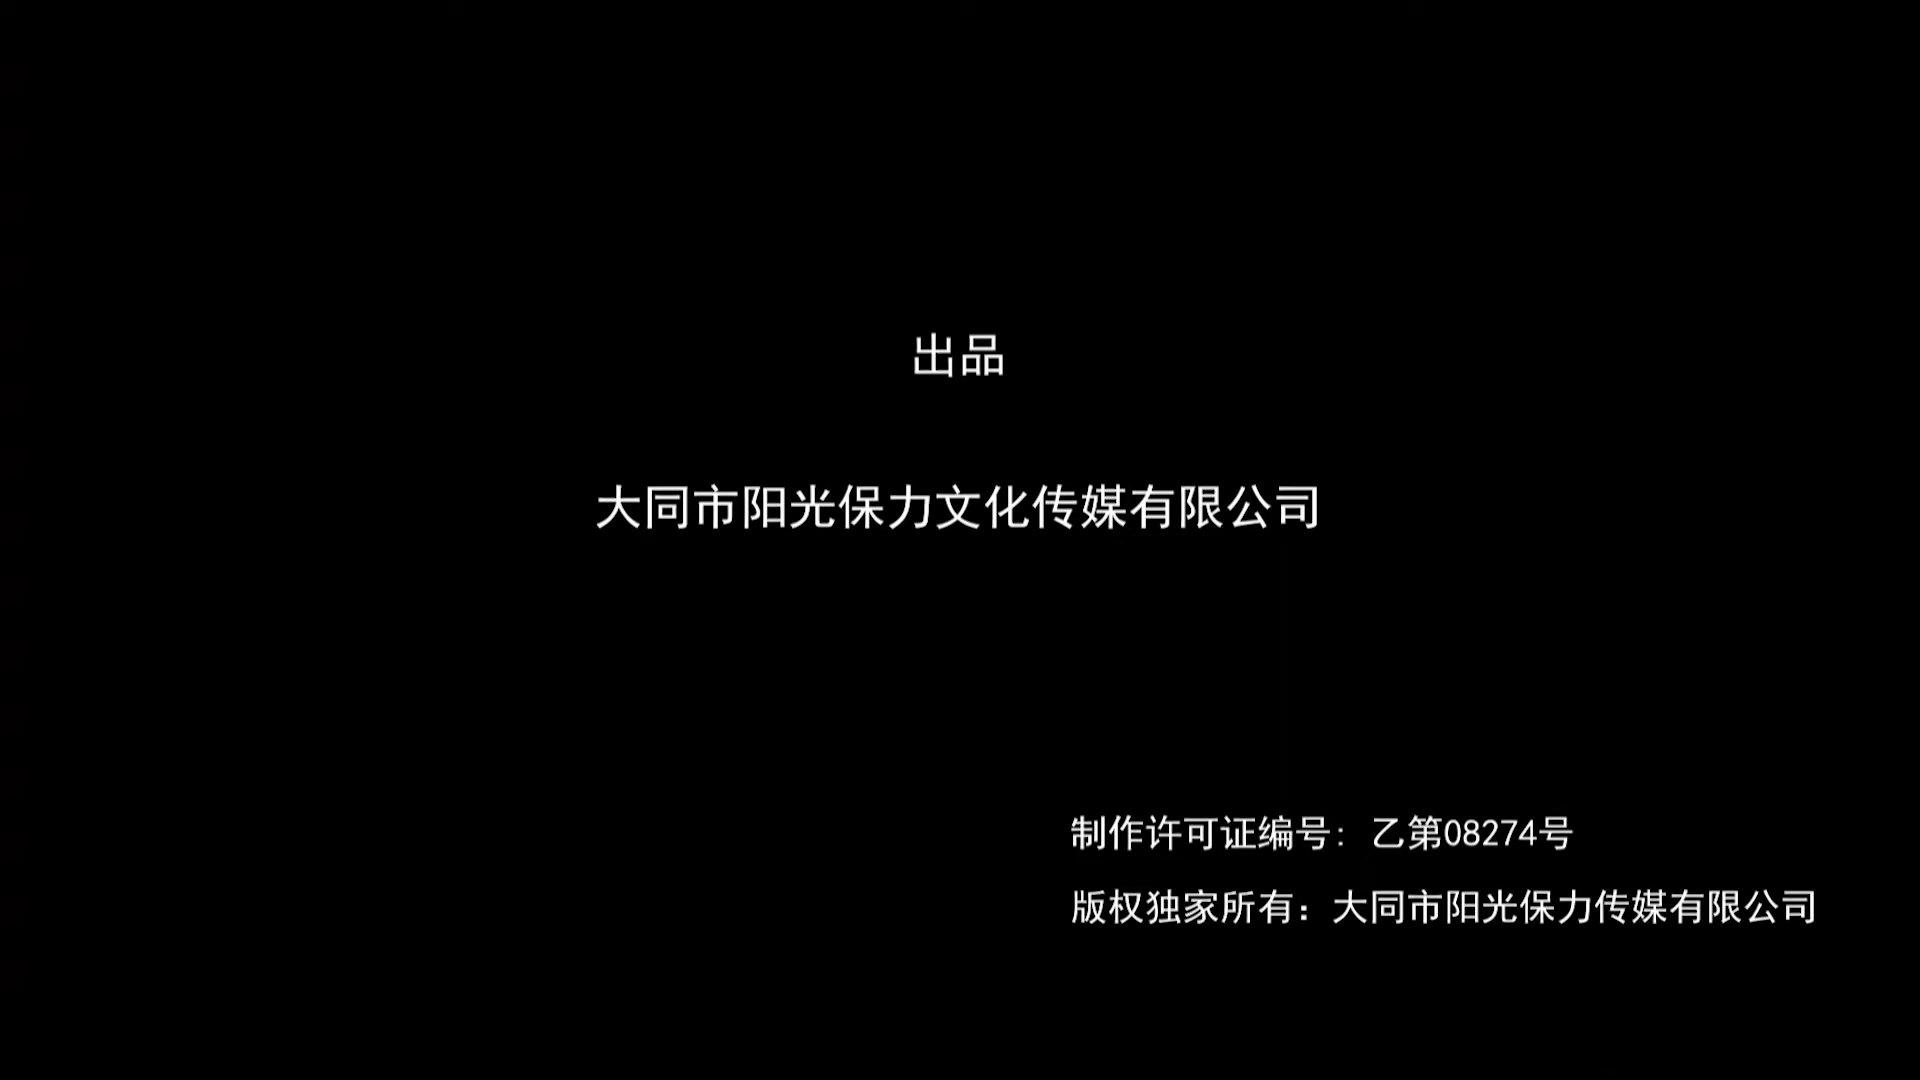 出品
大同市阳光保力文化传媒有限公司
制作许可证编号: 乙第08274号
版权独家所有：大同市阳光保力传媒有限公司